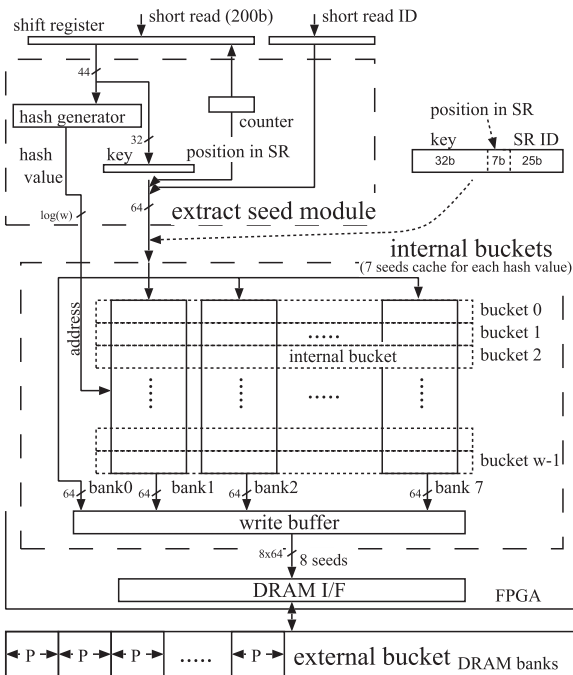 short read (200b)
short read ID
shift register
44
hash generator
counter
hash
value
32
key
position in SR
position in SR
key
SR ID
32b
7b
25b
log(w)
64
extract seed module
internal buckets
(7 seeds cache for each hash value)
address
bucket 0
.....
bucket 1
internal bucket
bucket 2
.....
bucket w-1
64
bank0
64
bank1
64
bank2
64
bank 7
write buffer
8x64
8 seeds
DRAM I/F
FPGA
P
P
P
.....
P
external bucket
DRAM banks